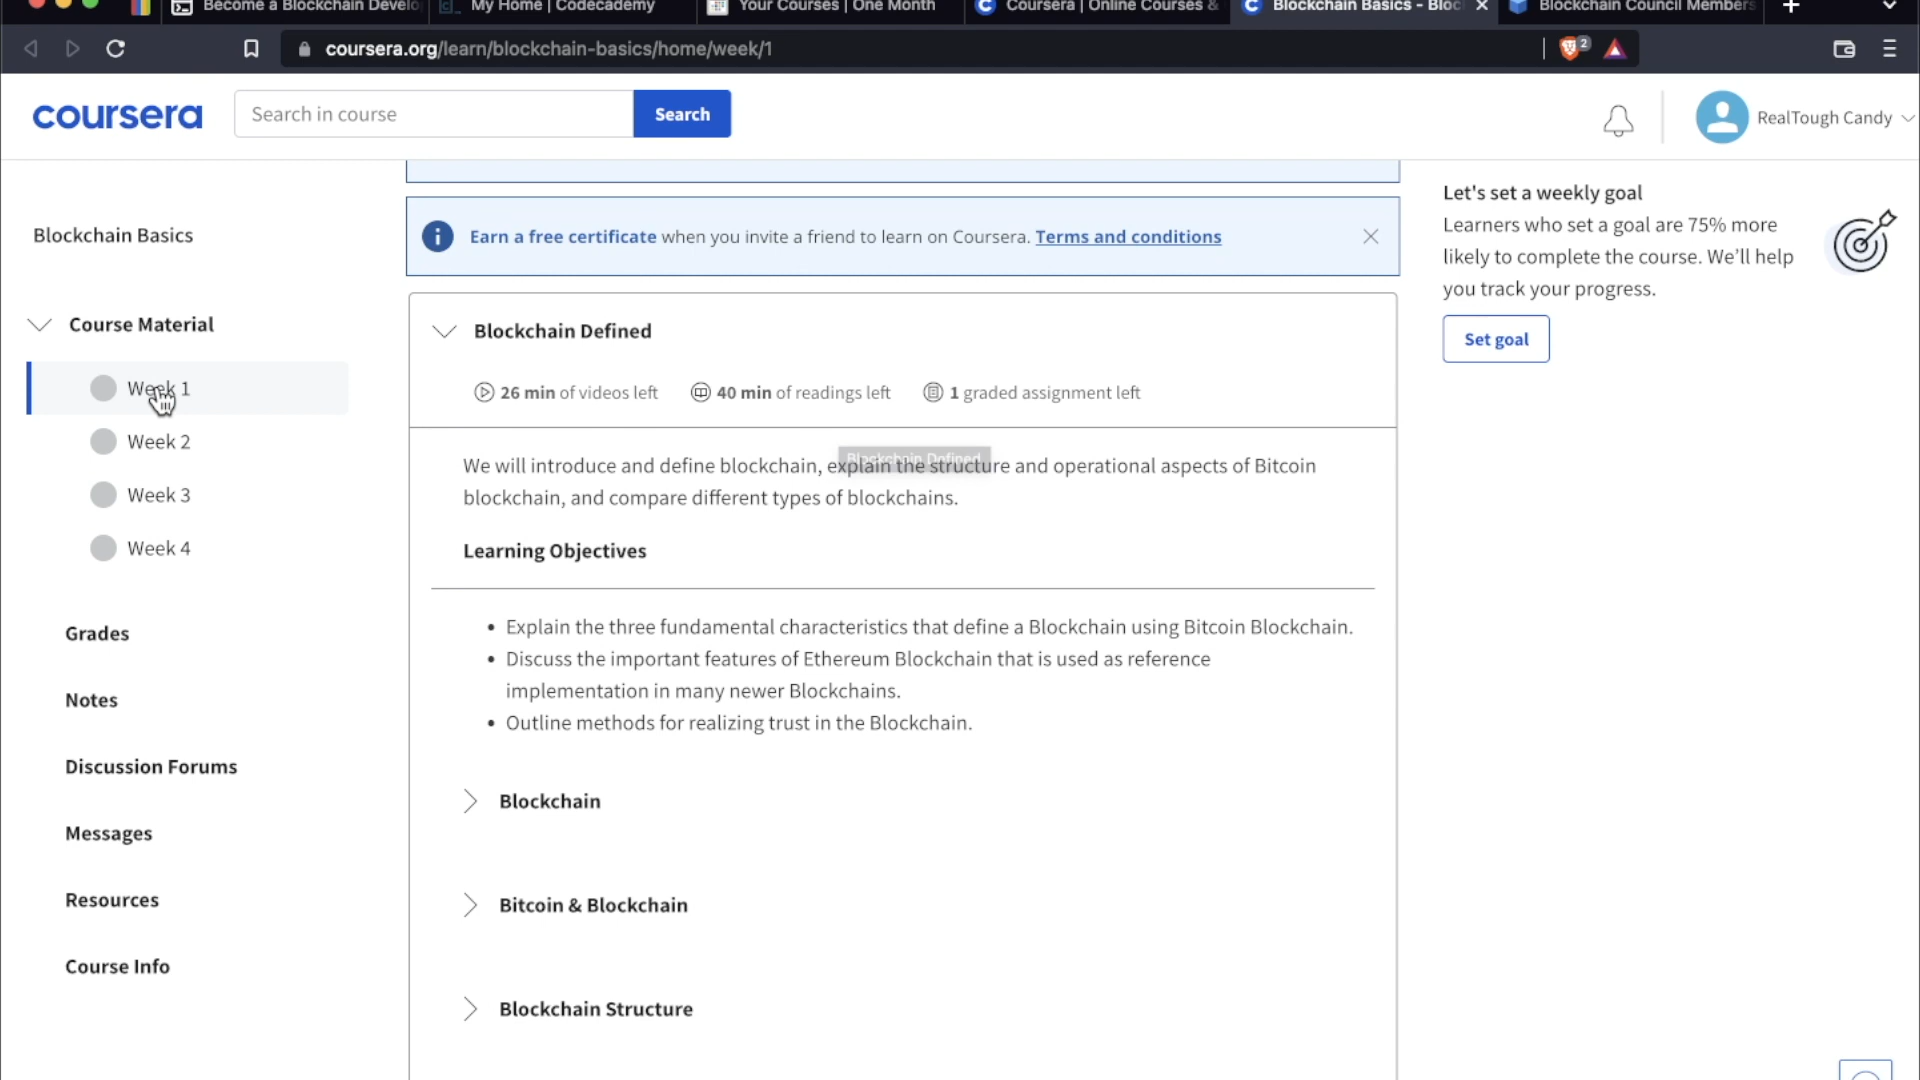 Become a Blockchain Develo
My Home | Codecademy
Your Courses | One Month
Coursera | Online Courses &
Blockchain Basics - Bloc
Blockchain Council Members
coursera.org/learn/blockchain-basics/home/week/1
2
coursera
Search in course
Search
RealTough Candy
Blockchain Basics
Course Material
Week 1
Week 2
Week 3
Week 4
Grades
Notes
Discussion Forums
Messages
Resources
Course Info
Earn a free certificate when you invite a friend to learn on Coursera. Terms and conditions
Blockchain Defined
26 min of videos left
40 min of readings left
1 graded assignment left
Blockchain Defined
We will introduce and define blockchain, explain the structure and operational aspects of Bitcoin
blockchain, and compare different types of blockchains.
Learning Objectives
• Explain the three fundamental characteristics that define a Blockchain using Bitcoin Blockchain.
• Discuss the important features of Ethereum Blockchain that is used as reference
implementation in many newer Blockchains.
• Outline methods for realizing trust in the Blockchain.
Blockchain
Bitcoin & Blockchain
Blockchain Structure
Let's set a weekly goal
Learners who set a goal are 75% more
likely to complete the course. We'll help
you track your progress.
Set goal